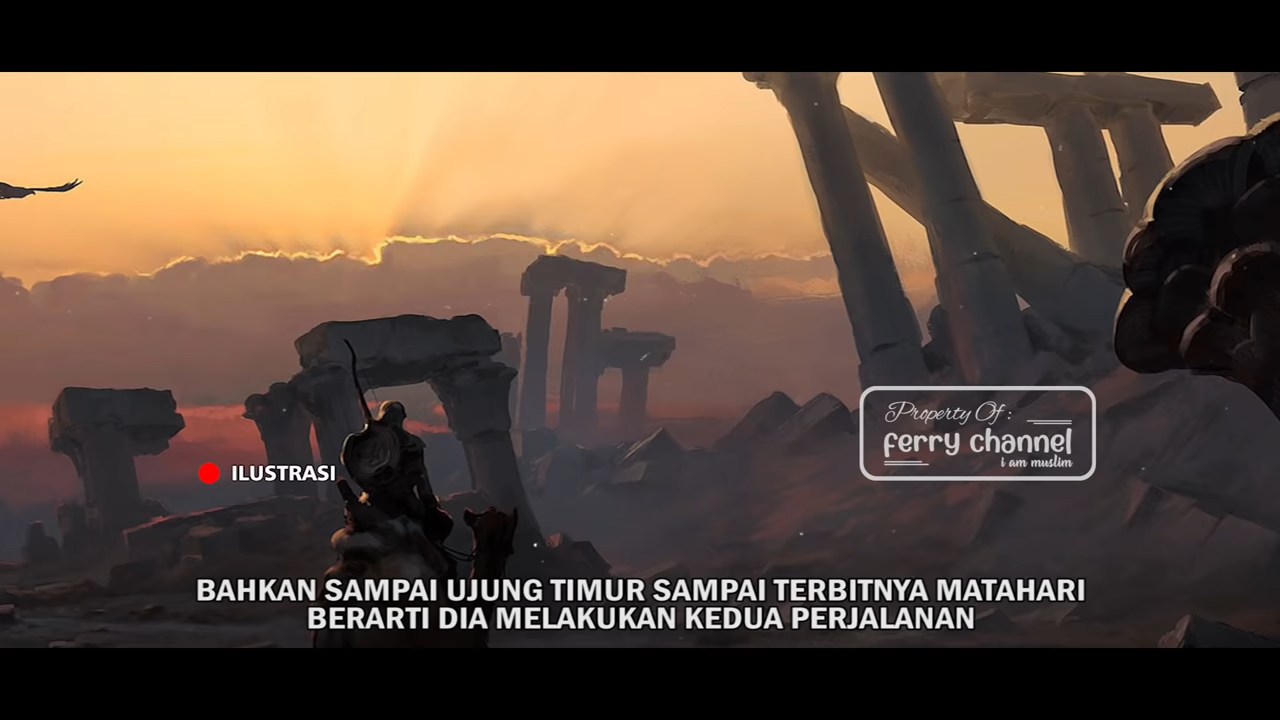 Property Of :
ferry channel
i am muslim
ILUSTRASI
BAHKAN SAMPAI UJUNG TIMUR SAMPAI TERBITNYA MATAHARI
BERARTI DIA MELAKUKAN KEDUA PERJALANAN